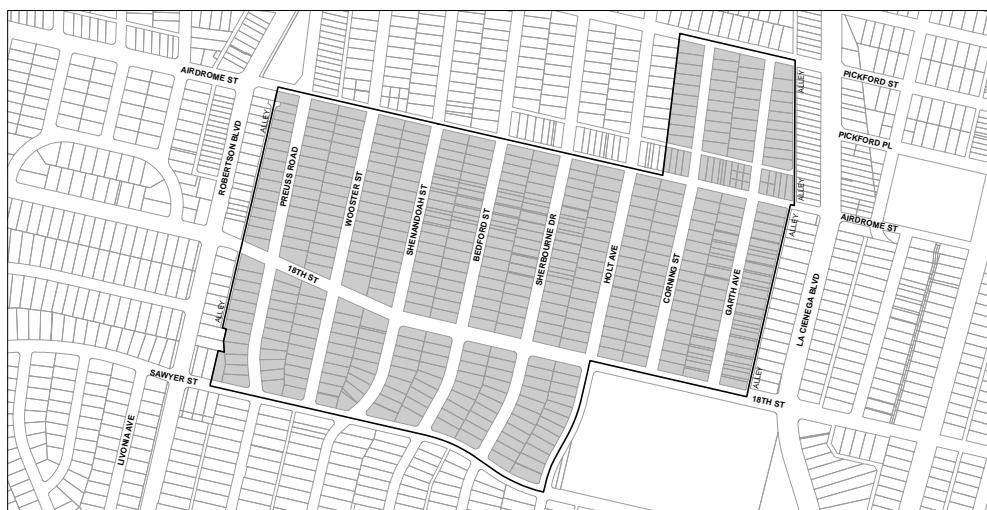 AIRDROME ST
PICKFORD ST
ALLEY
ALLEY
ROBERTSON BLVD
PICKFORD PL
PREUSS ROAD
WOOSTER ST
SHENANDOAH ST
BEDFORD ST
SHERBOURNE DR
HOLT AVE
CORNING ST
GARTH AVE
ALLEY
ALLEY
AIRDROME ST
18TH ST
LA CIENEGA BLVD
ALLEY
SAWYER ST
ALLEY
18TH ST
LIVONIA AVE